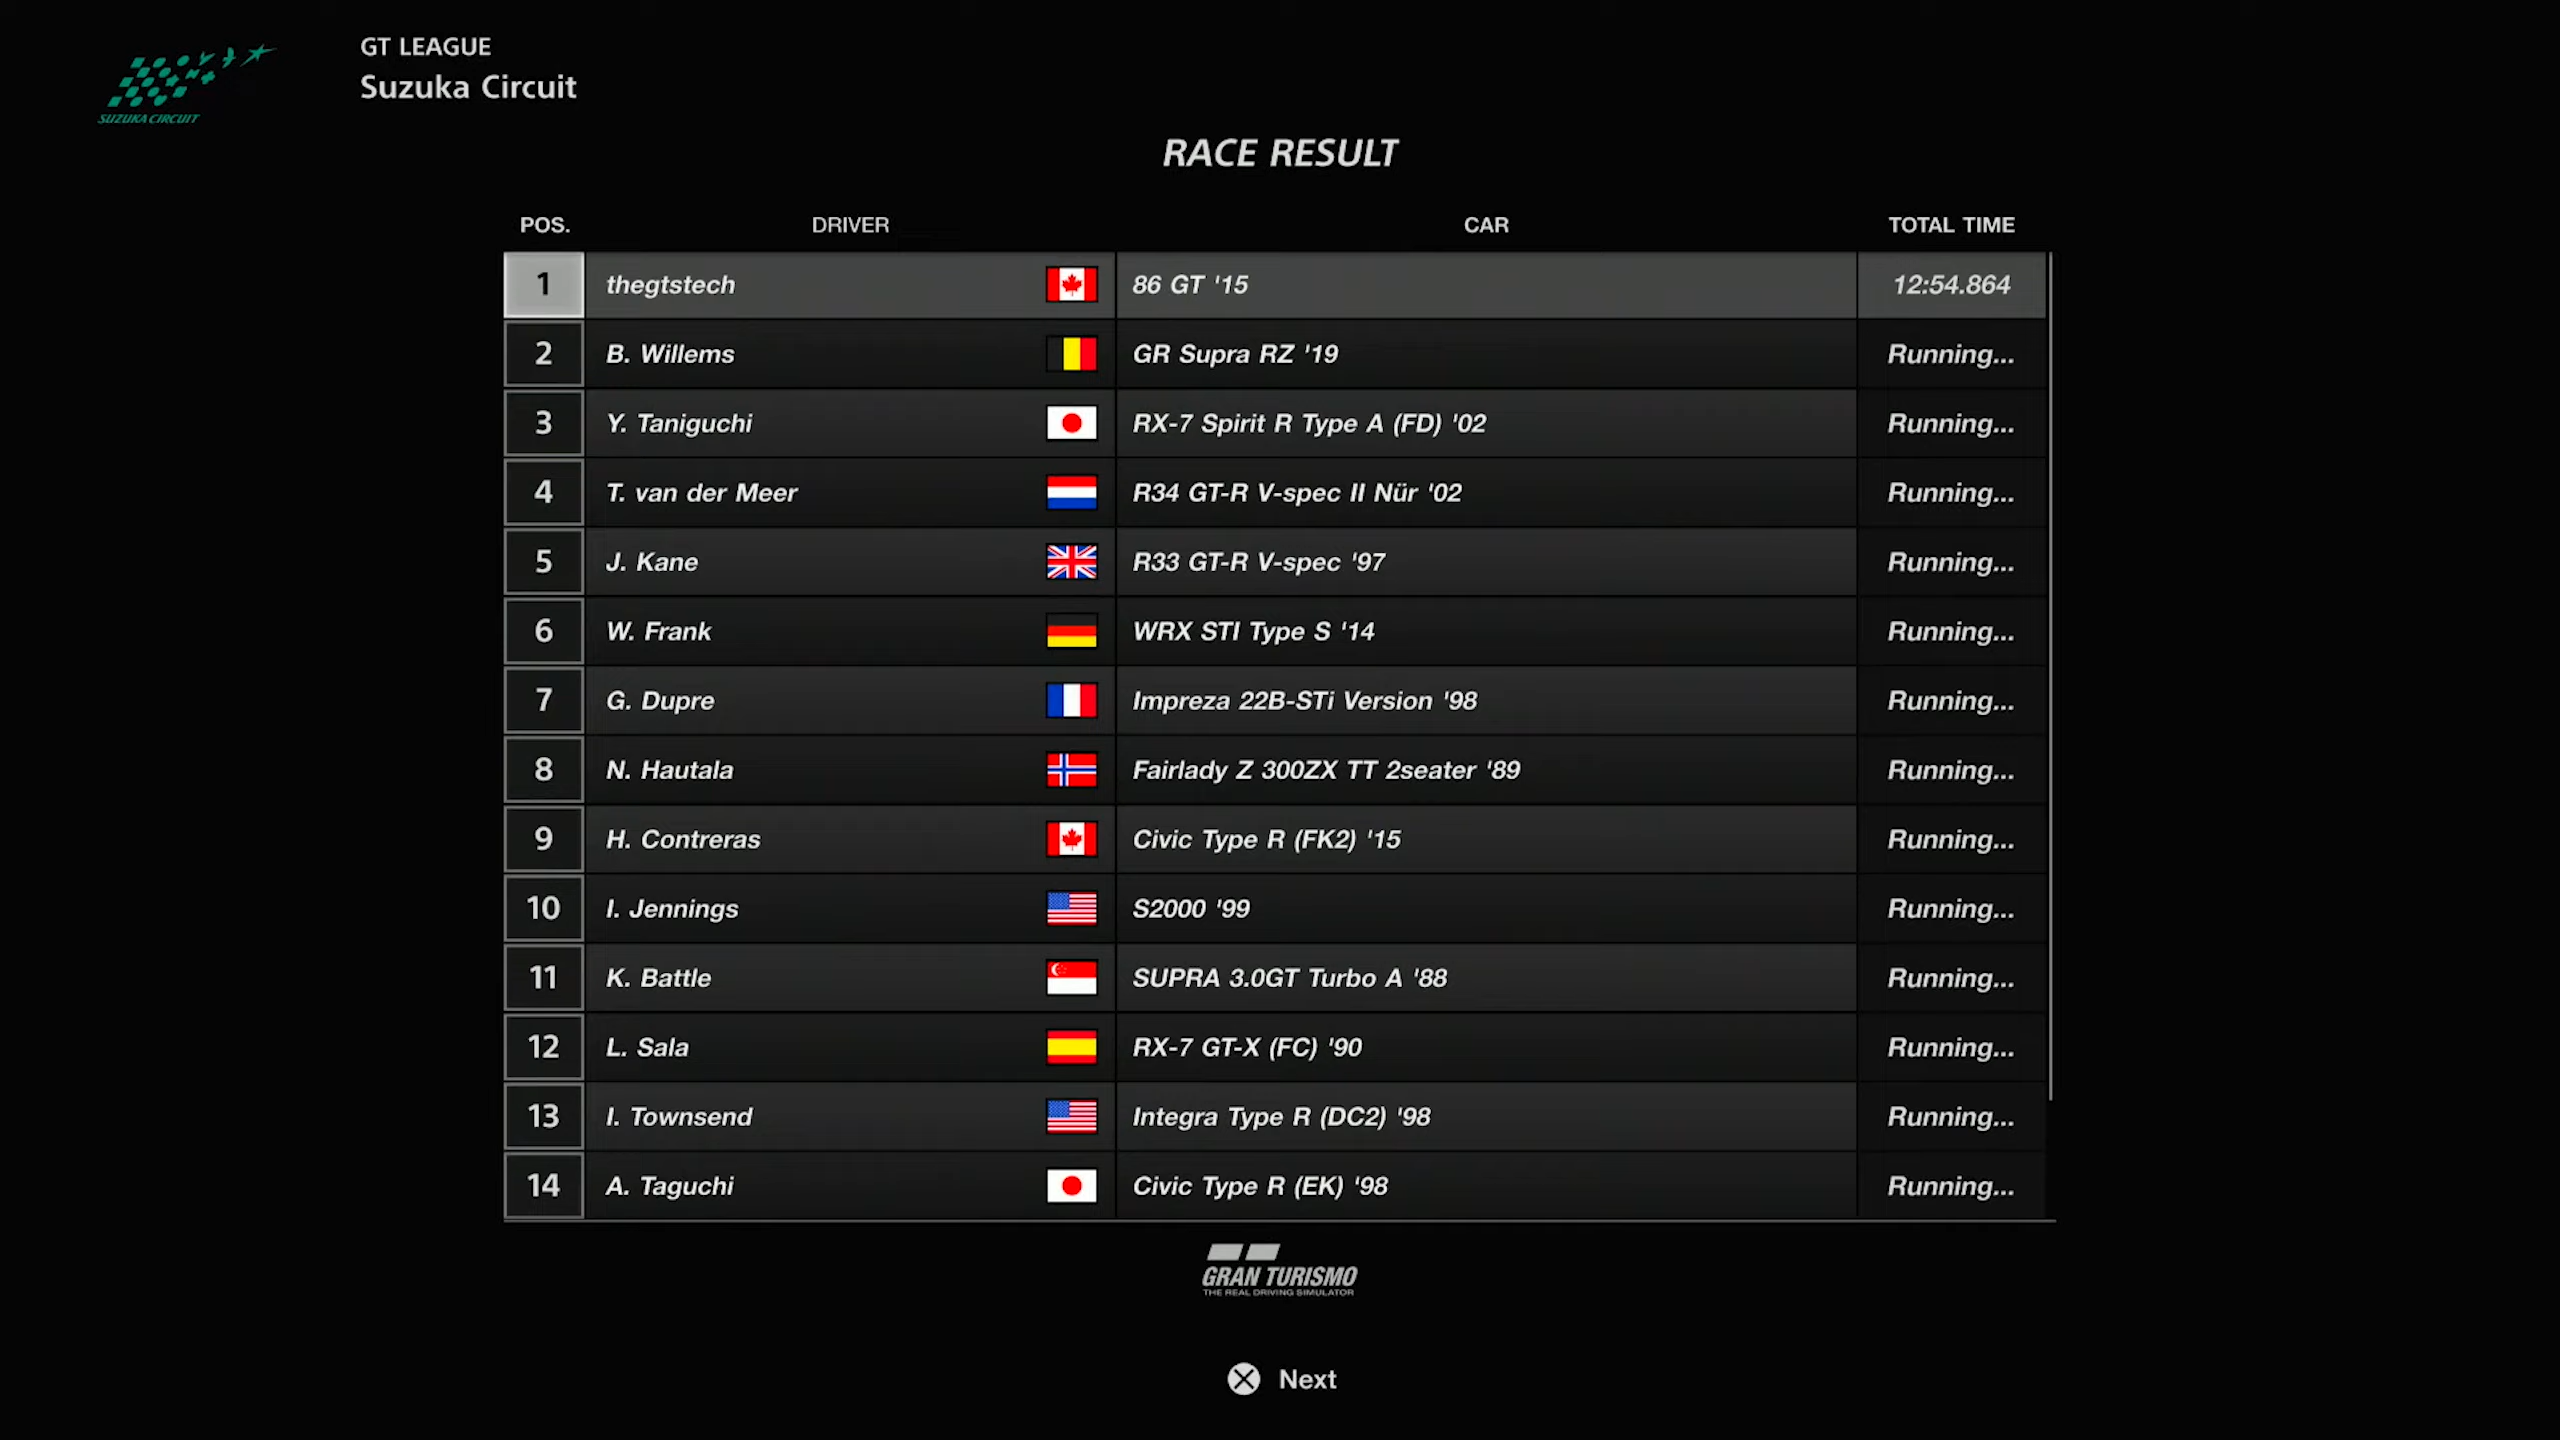 GT LEAGUE
Suzuka Circuit
SUZUKA CIRCUIT
RACE RESULT
POS. DRIVER CAR TOTAL TIME
1 thegtstech 86 GT '15 12:54.864
2 B. Willems GR Supra RZ '19 Running...
3 Y. Taniguchi RX-7 Spirit R Type A (FD) '02 Running...
4 T. van der Meer R34 GT-R V-spec II Nür '02 Running...
5 J. Kane R33 GT-R V-spec '97 Running...
6 W. Frank WRX STI Type S '14 Running...
7 G. Dupre Impreza 22B-STi Version '98 Running...
8 N. Hautala Fairlady Z 300ZX TT 2seater '89 Running...
9 H. Contreras Civic Type R (FK2) '15 Running...
10 I. Jennings S2000 '99 Running...
11 K. Battle SUPRA 3.0GT Turbo A '88 Running...
12 L. Sala RX-7 GT-X (FC) '90 Running...
13 I. Townsend Integra Type R (DC2) '98 Running...
14 A. Taguchi Civic Type R (EK) '98 Running...
GRAN TURISMO
THE REAL DRIVING SIMULATOR
Next